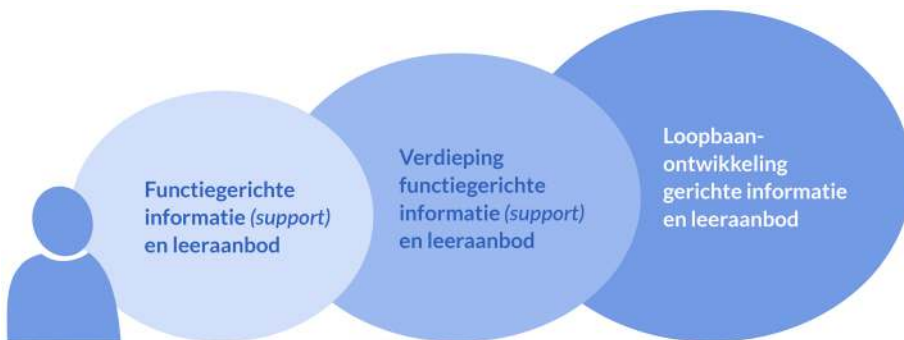 Functiegerichte
informatie (support)
en leeraanbod
Verdieping
functiegerichte
informatie (support)
en leeraanbod
Loopbaan-
ontwikkeling
gerichte informatie
en leeraanbod